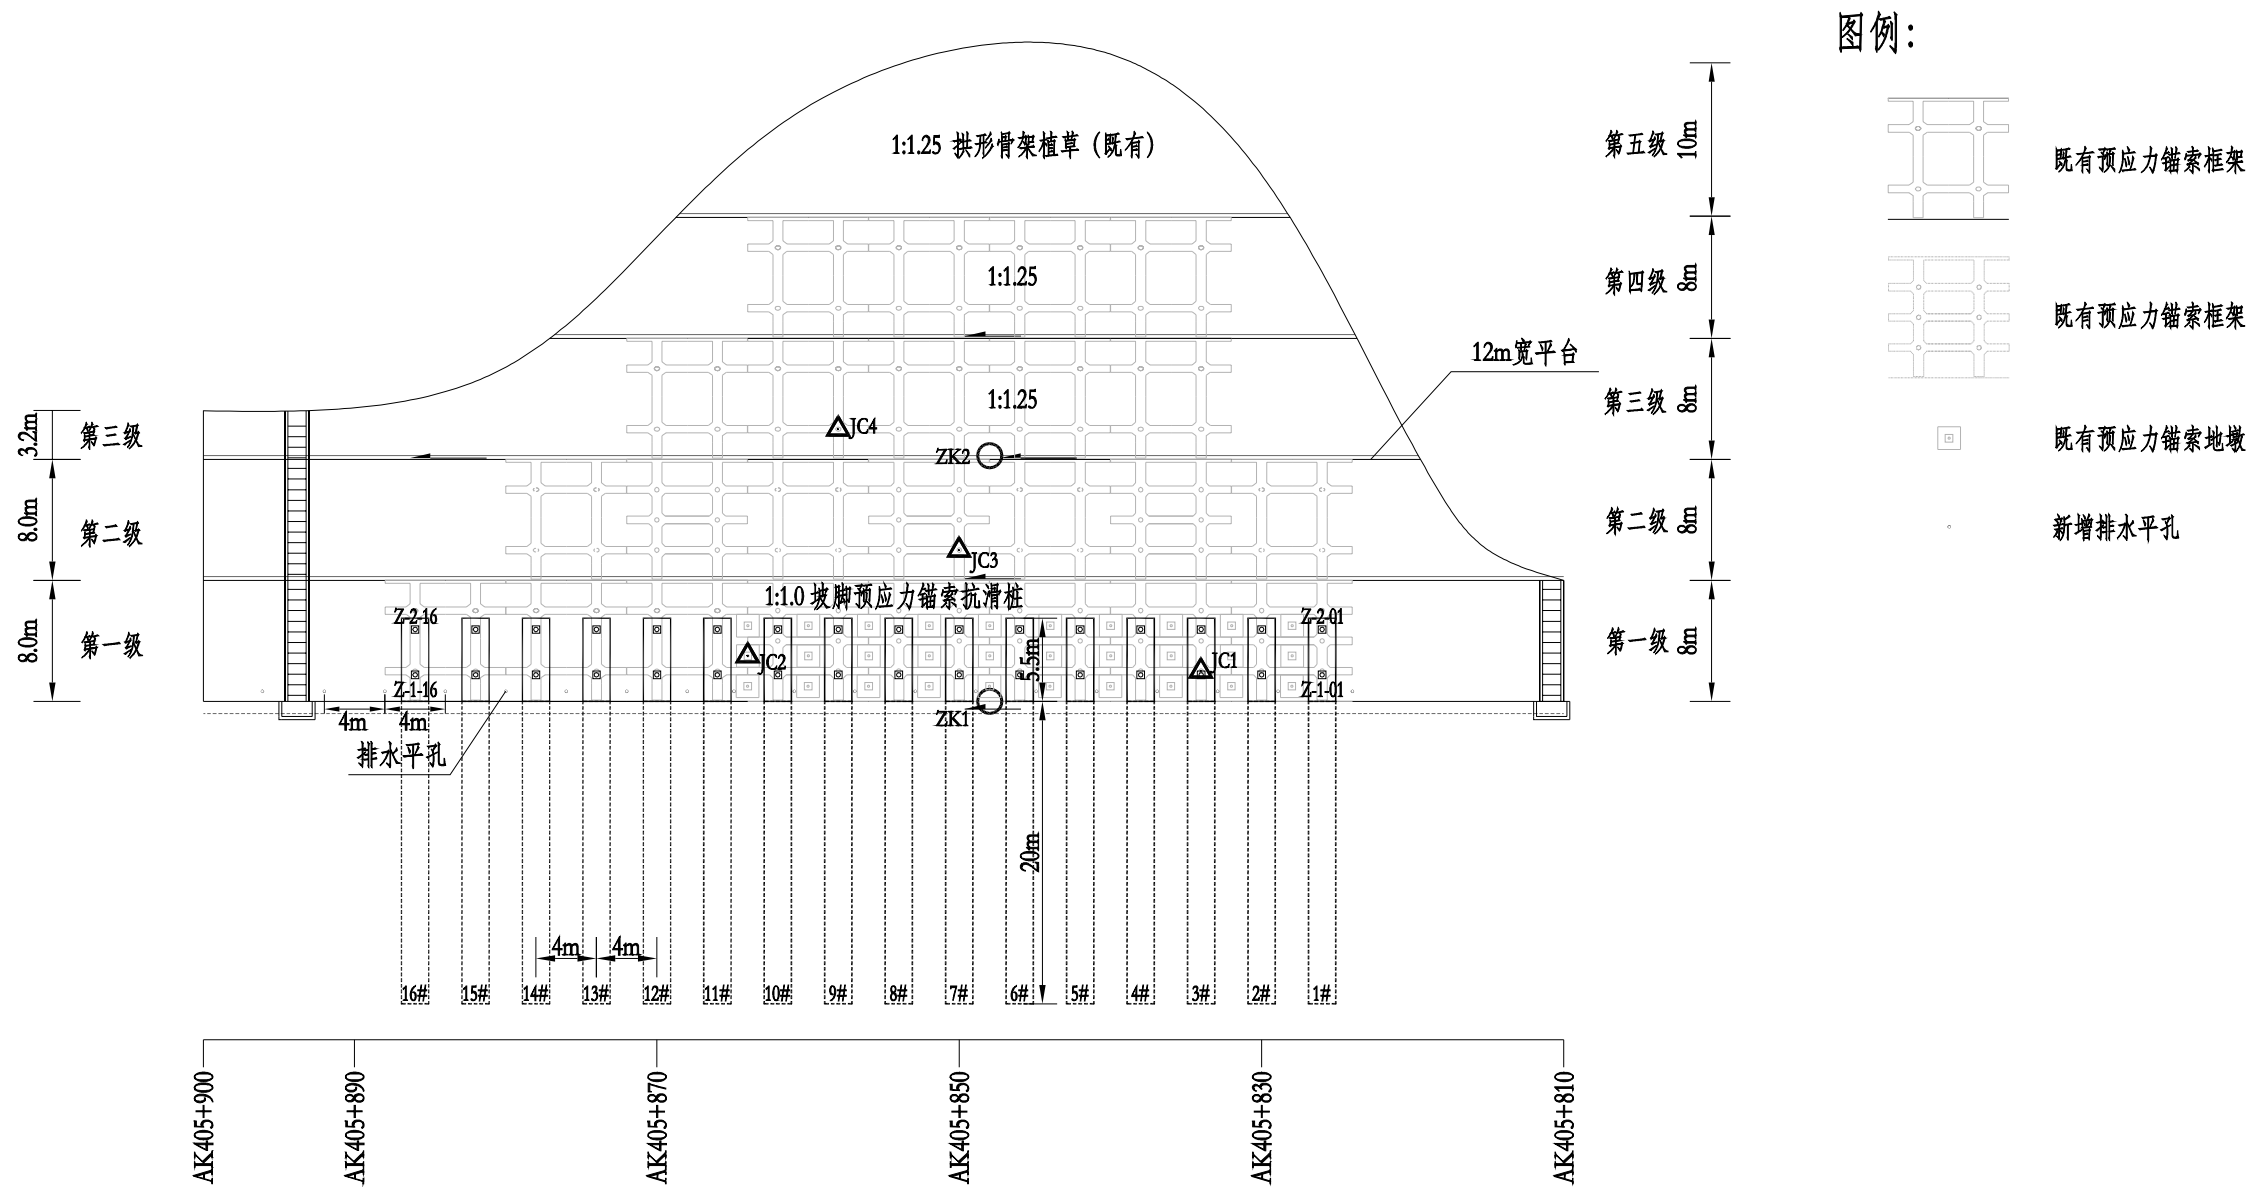 图例：
1:1.25 拱形骨架植草（既有）
第五级
10m
既有预应力锚索框架
1:1.25
第四级
8m
既有预应力锚索框架
12m宽平台
1:1.25
第三级
8m
3.2m
第三级
JC4
ZK2
既有预应力锚索地墩
8.0m
第二级
JC3
第二级
8m
新增排水平孔
1:1.0 坡脚预应力锚索抗滑桩
Z-2-16
Z-2-01
8.0m
第一级
JC2
5.5m
JC1
第一级
8m
Z-1-16
Z-1-01
4m
4m
ZK1
排水平孔
20m
4m
4m
16#
15#
14#
13#
12#
11#
10#
9#
8#
7#
6#
5#
4#
3#
2#
1#
AK405+900
AK405+890
AK405+870
AK405+850
AK405+830
AK405+810